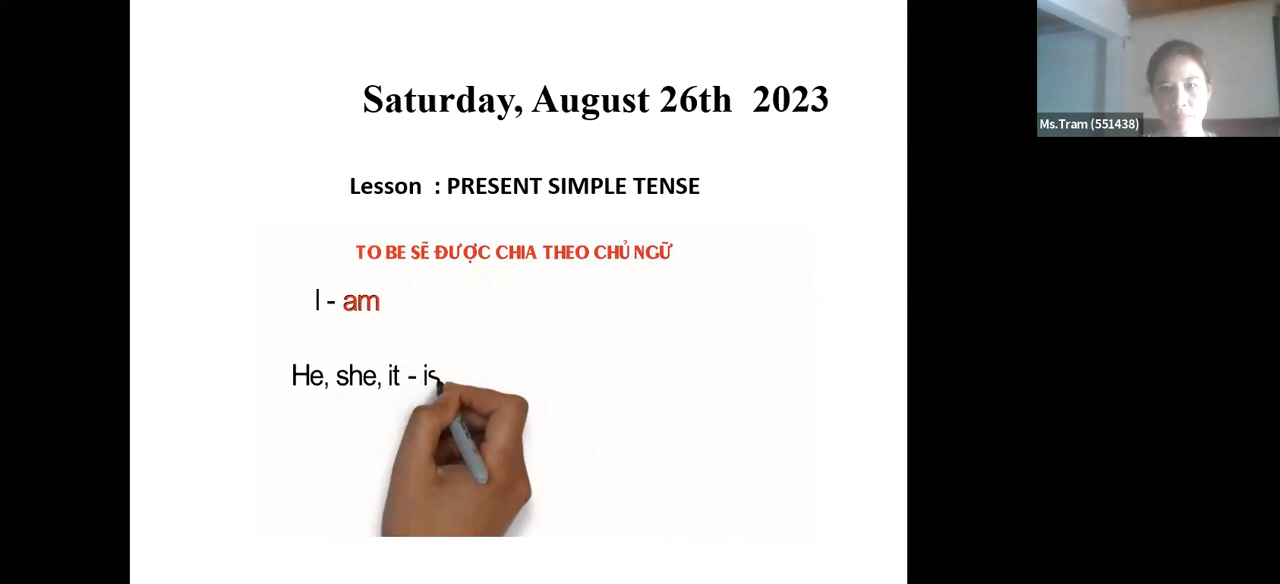 Saturday, August 26th 2023
Ms.Tram (551438)
Lesson : PRESENT SIMPLE TENSE
TO BE SẼ ĐƯỢC CHIA THEO CHỦ NGỮ
I - am
He, she, it - is